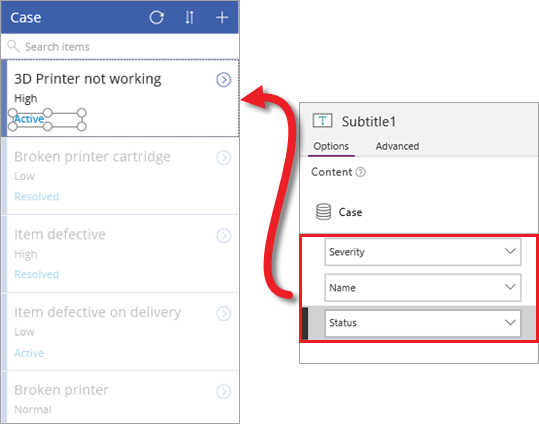 Case
Search items
3D Printer not working
High
Active
Broken printer cartridge
Low
Resolved
Item defective
High
Resolved
Item defective on delivery
Low
Active
Broken printer
Normal
T Subtitle1
Options Advanced
Content ?
Case
Severity
Name
Status